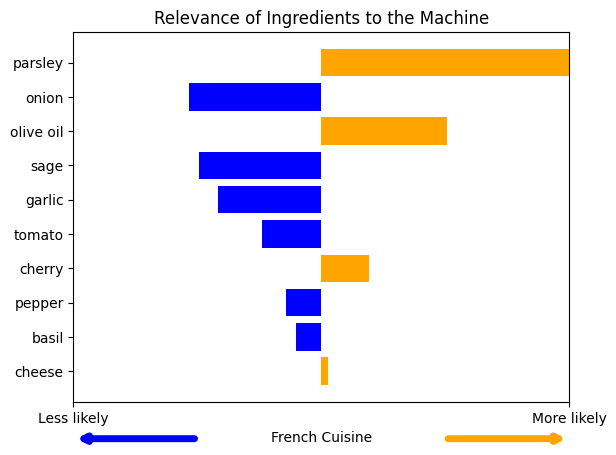 Relevance of Ingredients to the Machine
parsley
onion
olive oil
sage
garlic
tomato
cherry
pepper
basil
cheese
Less likely
More likely
French Cuisine